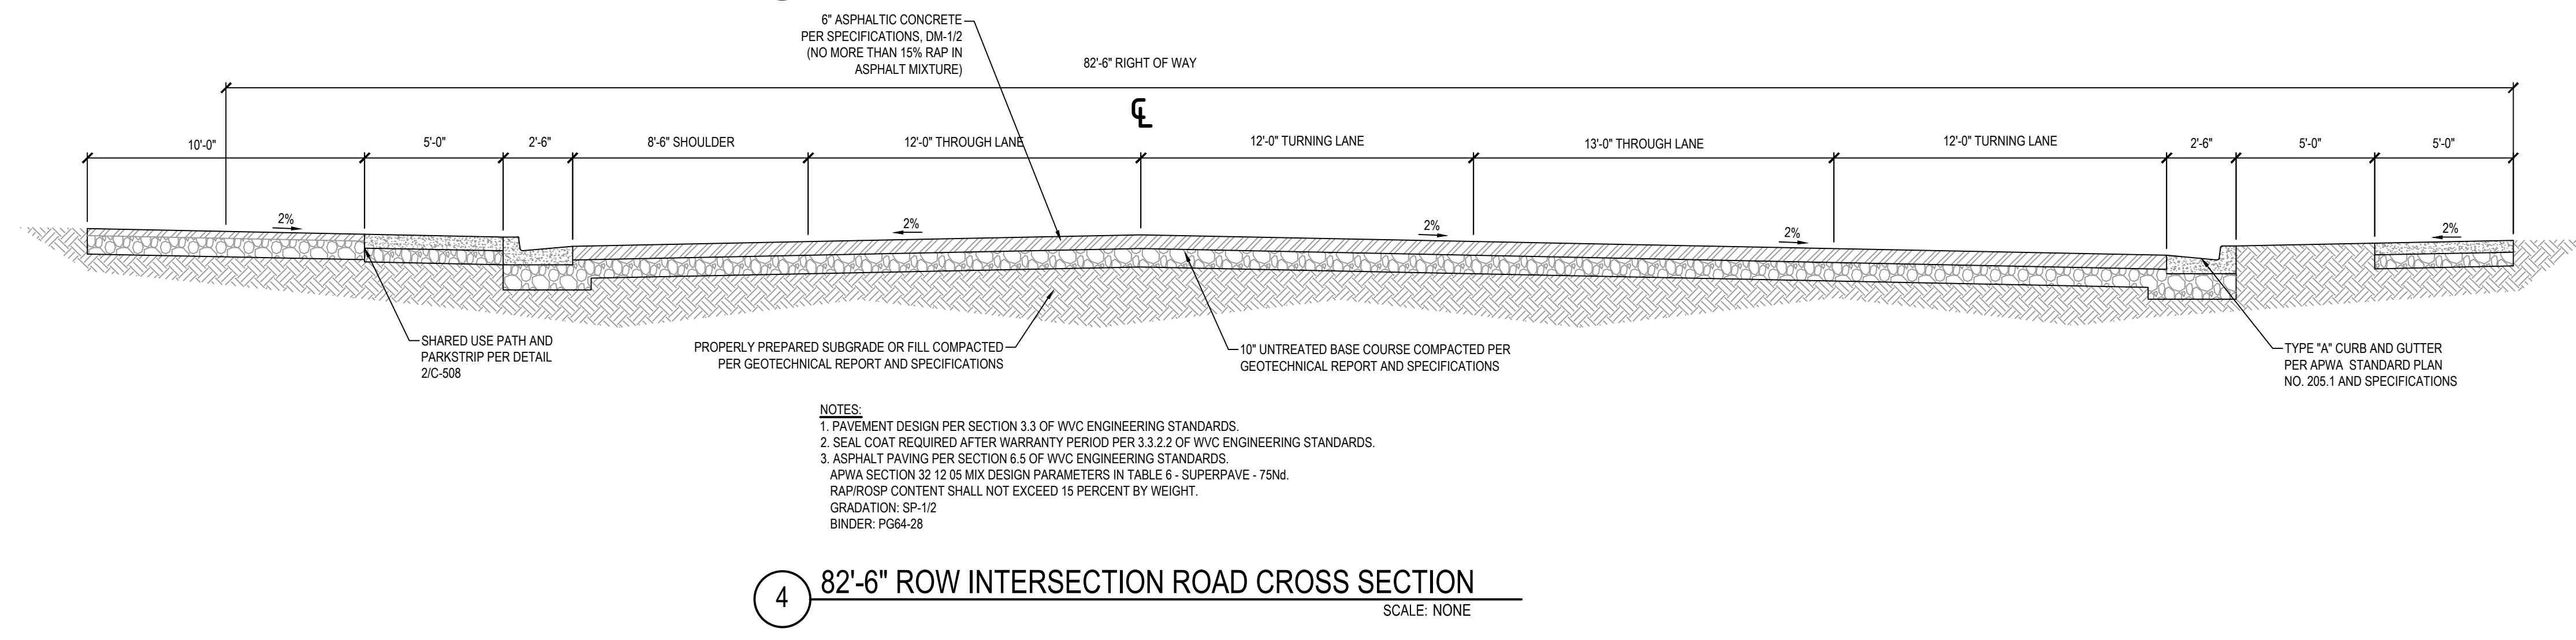 6" ASPHALTIC CONCRETE
PER SPECIFICATIONS, DM-1/2
(NO MORE THAN 15% RAP IN
ASPHALT MIXTURE)
82'-6" RIGHT OF WAY
℄
10'-0"
5'-0"
2'-6"
8'-6" SHOULDER
12'-0" THROUGH LANE
12'-0" TURNING LANE
13'-0" THROUGH LANE
12'-0" TURNING LANE
2'-6"
5'-0"
5'-0"
2%
2%
2%
2%
2%
SHARED USE PATH AND
PARKSTRIP PER DETAIL
2/C-508
PROPERLY PREPARED SUBGRADE OR FILL COMPACTED
PER GEOTECHNICAL REPORT AND SPECIFICATIONS
10" UNTREATED BASE COURSE COMPACTED PER
GEOTECHNICAL REPORT AND SPECIFICATIONS
TYPE "A" CURB AND GUTTER
PER APWA STANDARD PLAN
NO. 205.1 AND SPECIFICATIONS
NOTES:
1. PAVEMENT DESIGN PER SECTION 3.3 OF WVC ENGINEERING STANDARDS.
2. SEAL COAT REQUIRED AFTER WARRANTY PERIOD PER 3.3.2.2 OF WVC ENGINEERING STANDARDS.
3. ASPHALT PAVING PER SECTION 6.5 OF WVC ENGINEERING STANDARDS.
APWA SECTION 32 12 05 MIX DESIGN PARAMETERS IN TABLE 6 - SUPERPAVE - 75Nd.
RAP/ROSP CONTENT SHALL NOT EXCEED 15 PERCENT BY WEIGHT.
GRADATION: SP-1/2
BINDER: PG64-28
4
82'-6" ROW INTERSECTION ROAD CROSS SECTION
SCALE: NONE